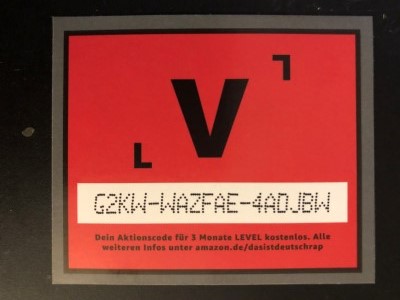 V
G2KW-WAZFAE-4ADJBW
Dein Aktionscode für 3 Monate LEVEL kostenlos. Alle
weiteren Infos unter amazon.de/dasistdeutschrap